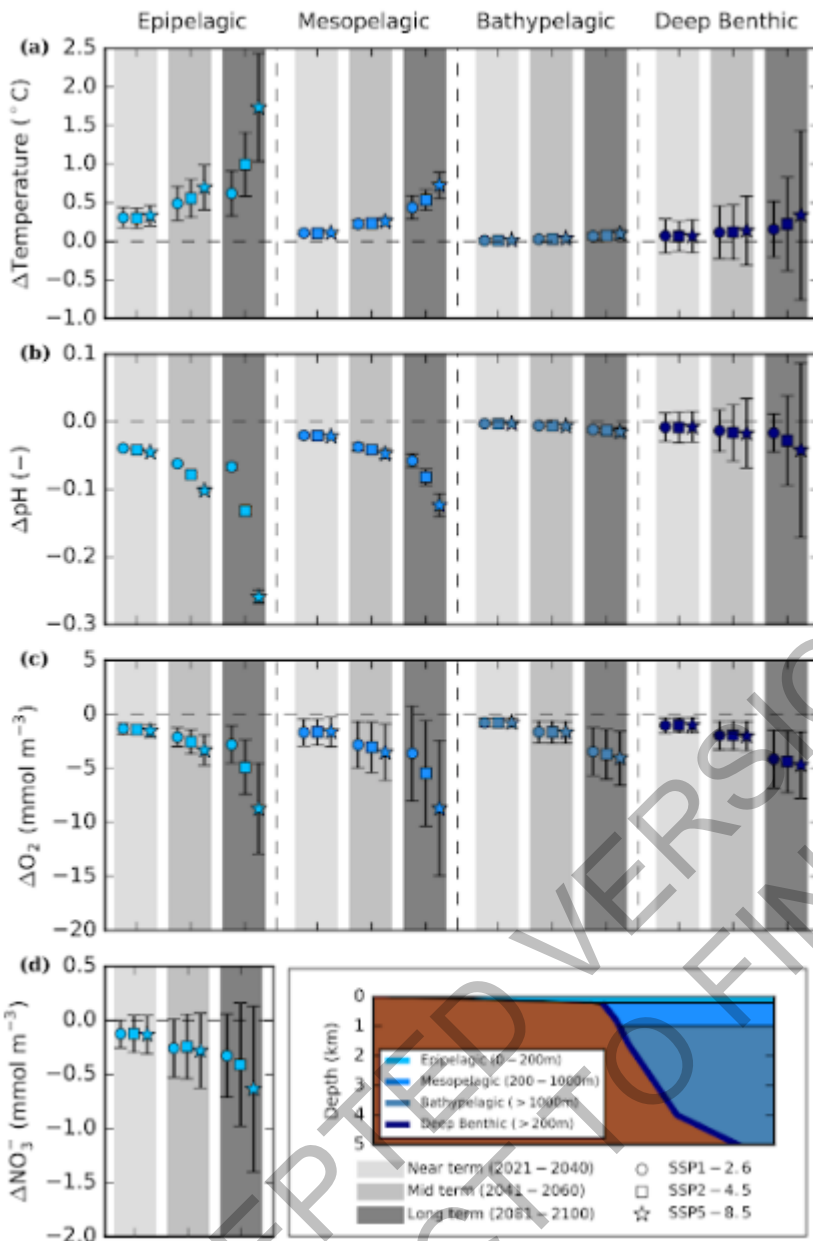 Epipelagic Mesopelagic Bathypelagic Deep Benthic
(a)
ΔTemperature (°C)
2.5
2.0
1.5
1.0
0.5
0.0
−0.5
−1.0
(b)
ΔpH (−)
0.1
0.0
−0.1
−0.2
−0.3
(c)
ΔO₂ (mmol m⁻³)
5
0
−5
−10
−15
−20
(d)
ΔNO₃⁻ (mmol m⁻³)
0.5
0.0
−0.5
−1.0
−1.5
−2.0
Depth (km)
0
1
2
3
4
5
Epipelagic (0−200m)
Mesopelagic (200−1000m)
Bathypelagic (>1000m)
Deep Benthic (>200m)
Near term (2021−2040) SSP1−2.6
Mid term (2041−2060) SSP2−4.5
Long term (2081−2100) SSP5−8.5